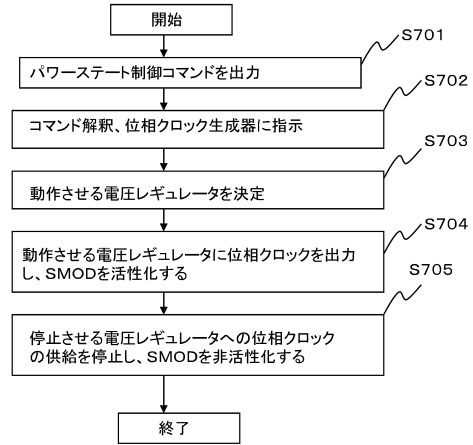 開始
S701
パワーステート制御コマンドを出力
S702
コマンド解釈、位相クロック生成器に指示
S703
動作させる電圧レギュレータを決定
S704
動作させる電圧レギュレータに位相クロックを出力
し、SMODを活性化する
S705
停止させる電圧レギュレータへの位相クロック
の供給を停止し、SMODを非活性化する
終了